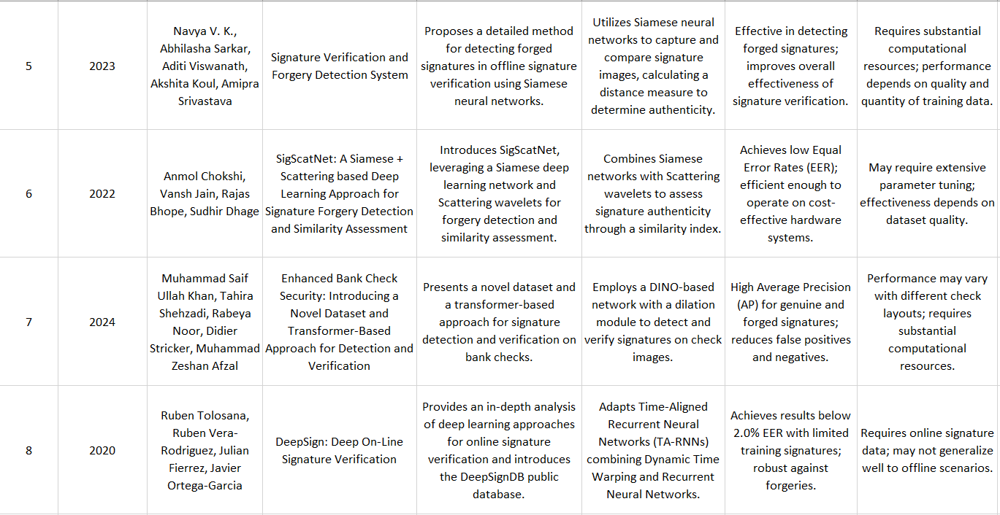 5
2023
Navya V. K.,
Abhilasha Sarkar,
Aditi Viswanath,
Akshita Koul, Amipra
Srivastava
Signature Verification and
Forgery Detection System
Proposes a detailed method
for detecting forged
signatures in offline signature
verification using Siamese
neural networks.
Utilizes Siamese neural
networks to capture and
compare signature
images, calculating a
distance measure to
determine authenticity.
Effective in detecting
forged signatures;
improves overall
effectiveness of
signature verification.
Requires substantial
computational
resources; performance
depends on quality and
quantity of training data.
6
2022
Anmol Chokshi,
Vansh Jain, Rajas
Bhope, Sudhir Dhage
SigScatNet: A Siamese +
Scattering based Deep
Learning Approach for
Signature Forgery Detection
and Similarity Assessment
Introduces SigScatNet,
leveraging a Siamese deep
learning network and
Scattering wavelets for
forgery detection and
similarity assessment.
Combines Siamese
networks with Scattering
wavelets to assess
signature authenticity
through a similarity index.
Achieves low Equal
Error Rates (EER);
efficient enough to
operate on cost-
effective hardware
systems.
May require extensive
parameter tuning;
effectiveness depends on
dataset quality.
7
2024
Muhammad Saif
Ullah Khan, Tahira
Shehzadi, Rabeya
Noor, Didier
Stricker, Muhammad
Zeshan Afzal
Enhanced Bank Check
Security: Introducing a
Novel Dataset and
Transformer-Based
Approach for Detection and
Verification
Presents a novel dataset and
a transformer-based
approach for signature
detection and verification on
bank checks.
Employs a DINO-based
network with a dilation
module to detect and
verify signatures on check
images.
High Average Precision
(AP) for genuine and
forged signatures;
reduces false positives
and negatives.
Performance may vary
with different check
layouts; requires
substantial
computational
resources.
8
2020
Ruben Tolosana,
Ruben Vera-
Rodriguez, Julian
Fierrez, Javier
Ortega-Garcia
DeepSign: Deep On-Line
Signature Verification
Provides an in-depth analysis
of deep learning approaches
for online signature
verification and introduces
the DeepSignDB public
database.
Adapts Time-Aligned
Recurrent Neural
Networks (TA-RNNs)
combining Dynamic Time
Warping and Recurrent
Neural Networks.
Achieves results below
2.0% EER with limited
training signatures;
robust against
forgeries.
Requires online signature
data; may not generalize
well to offline scenarios.